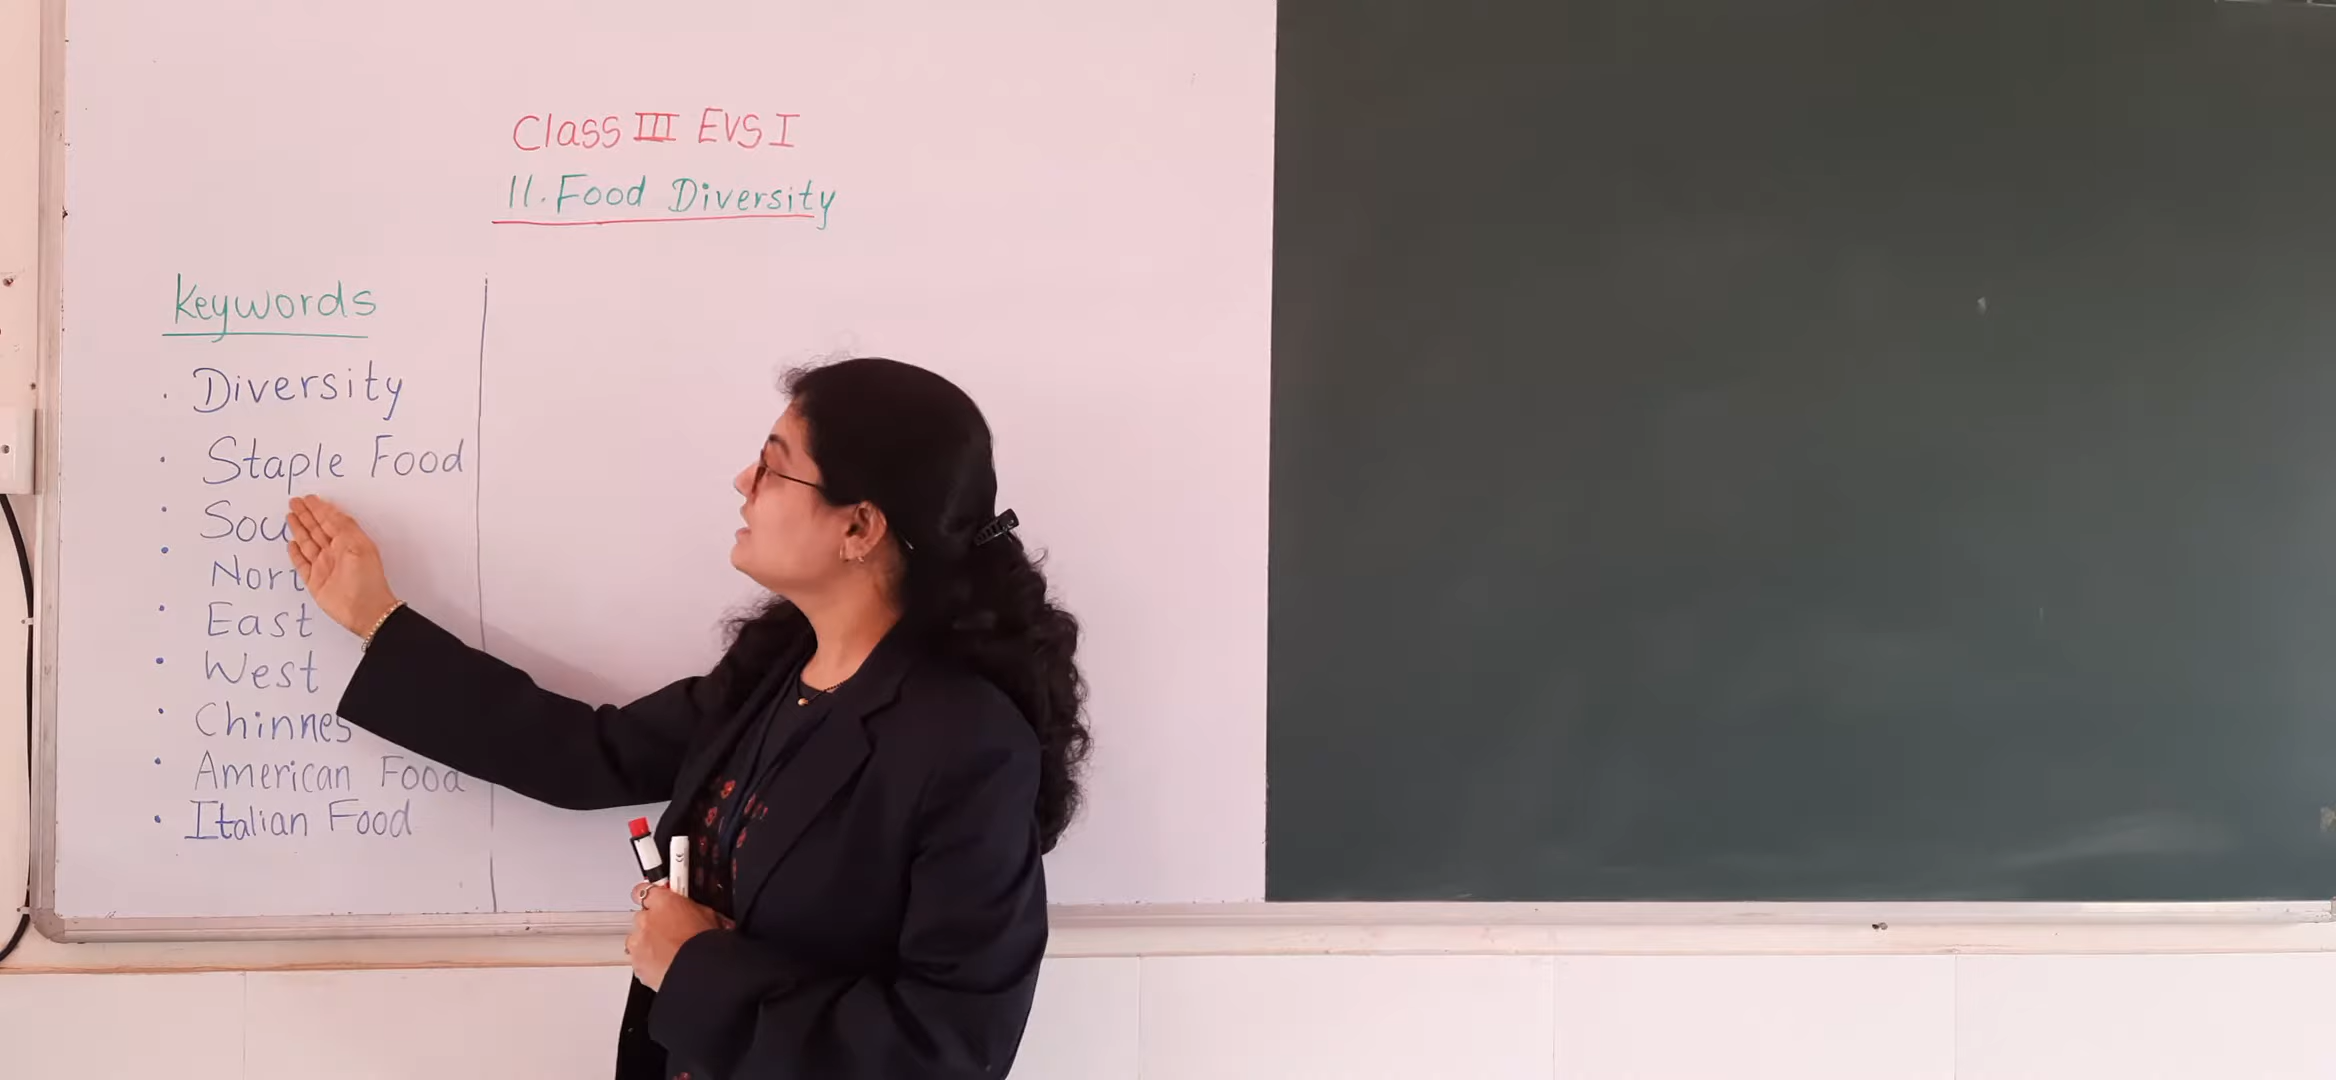 Class III EVS I
11. Food Diversity
Keywords
• Diversity
• Staple Food
•
•
• East
• West
•
• American Food
• Italian Food